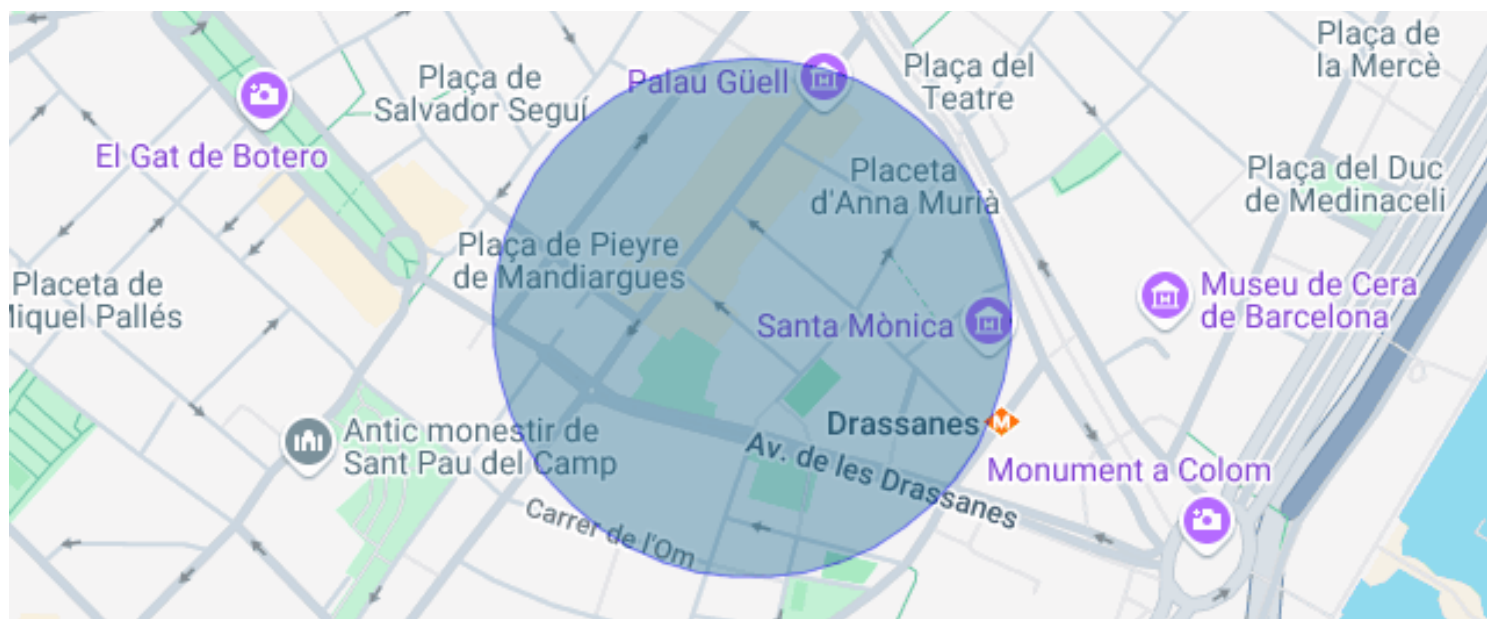 Plaça de
la Mercè
Palau Güell
Plaça del
Teatre
Plaça de
Salvador Seguí
El Gat de Botero
Placeta
d'Anna Murià
Plaça del Duc
de Medinaceli
Plaça de Pieyre
de Mandiargues
Placeta de
Miquel Pallés
Museu de Cera
de Barcelona
Santa Mònica
Drassanes
M
Antic monestir de
Sant Pau del Camp
Av. de les Drassanes
Monument a Colom
Carrer de l'Om